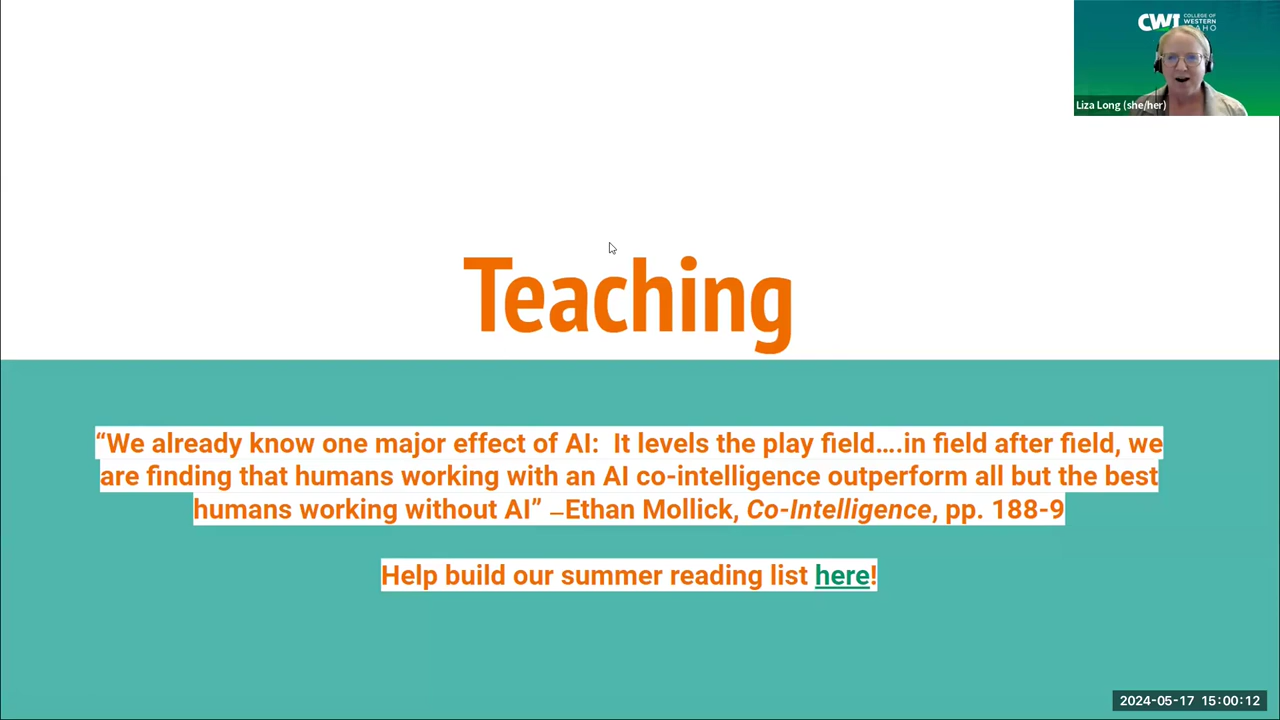 CWI COLLEGE OF
WESTERN
IDAHO
Liza Long (she/her)
Teaching
“We already know one major effect of AI:  It levels the play field….in field after field, we
are finding that humans working with an AI co-intelligence outperform all but the best
humans working without AI” –Ethan Mollick, Co-Intelligence, pp. 188-9
Help build our summer reading list here!
2024-05-17 15:00:12